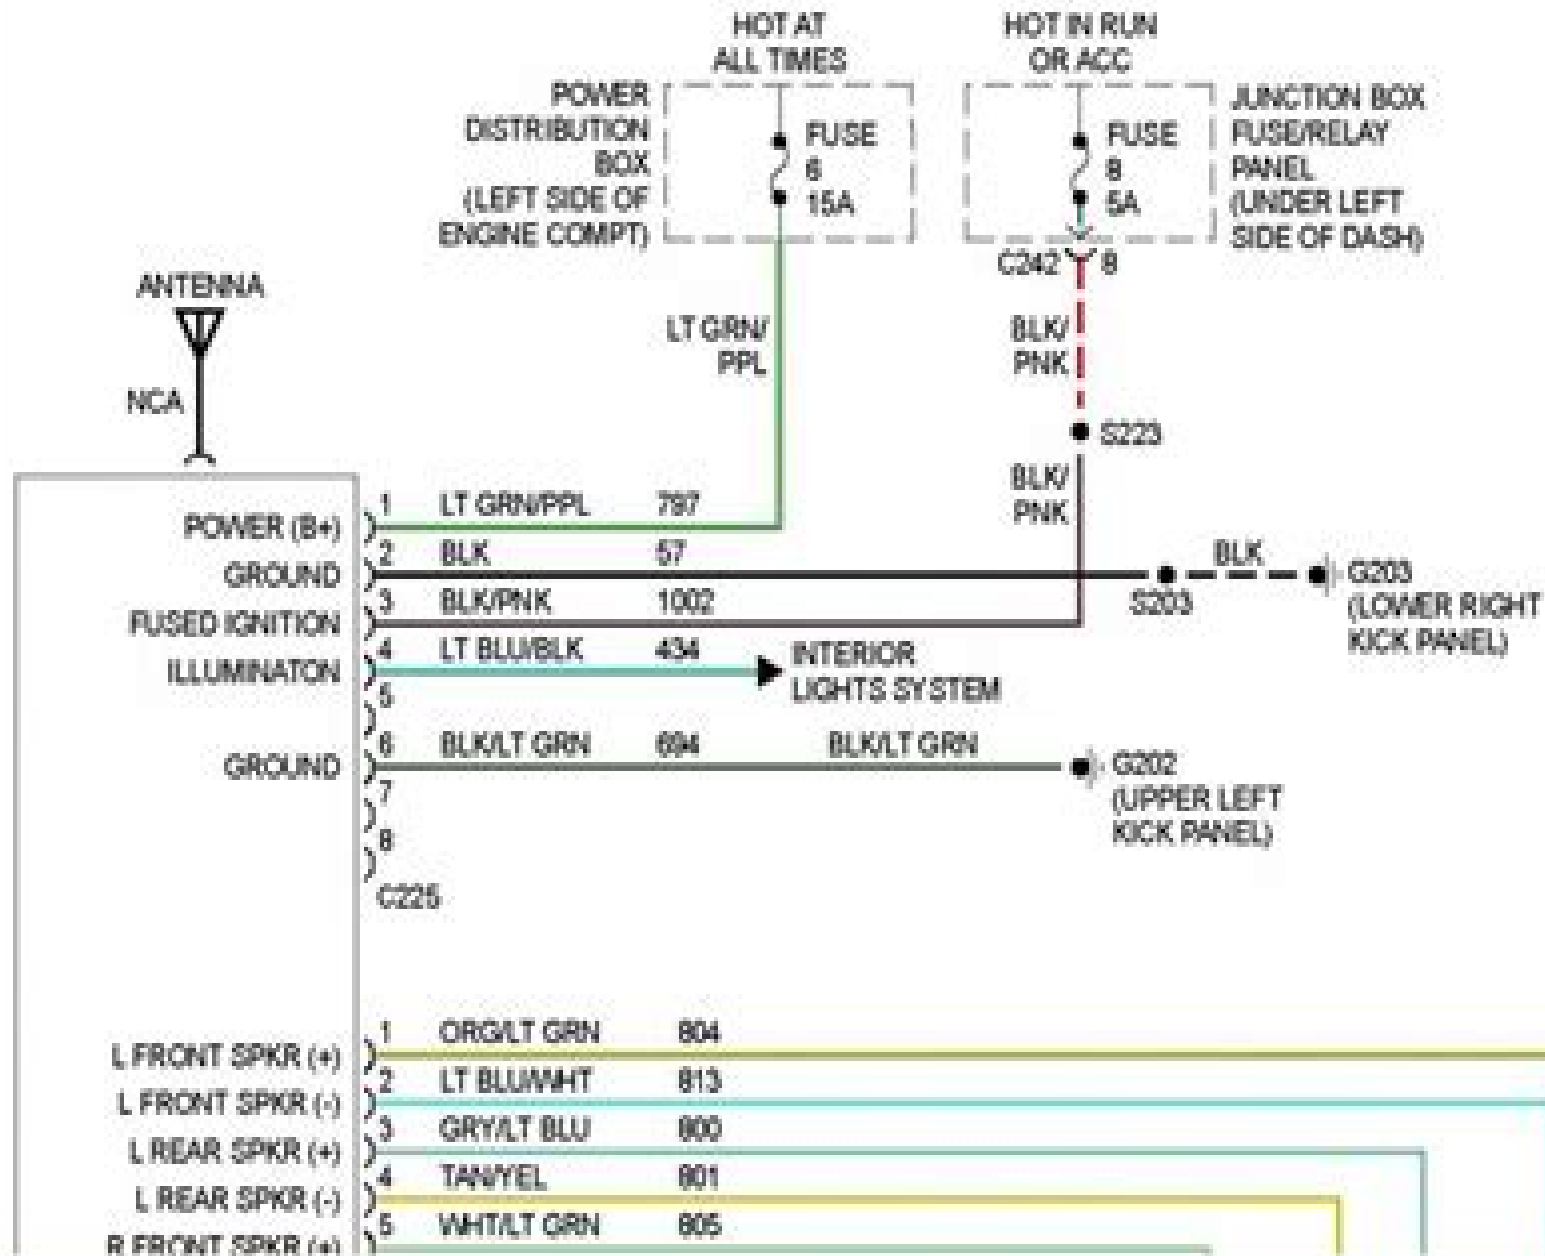 HOT AT
ALL TIMES
HOT IN RUN
OR ACC
POWER
DISTRIBUTION
BOX
(LEFT SIDE OF
ENGINE COMPT)
FUSE
6
15A
FUSE
8
5A
JUNCTION BOX
FUSE/RELAY
PANEL
(UNDER LEFT
SIDE OF DASH)
C242 8
ANTENNA
NCA
LT GRN/
PPL
BLK/
PNK
S223
BLK/
PNK
POWER (B+) 1 LT GRN/PPL 797
GROUND 2 BLK 57
BLK
S203
G203
(LOWER RIGHT
KICK PANEL)
FUSED IGNITION 3 BLK/PNK 1002
ILLUMINATON 4 LT BLU/BLK 434
INTERIOR
LIGHTS SYSTEM
5
GROUND 6 BLK/LT GRN 694 BLK/LT GRN
G202
(UPPER LEFT
KICK PANEL)
7
8
C225
L FRONT SPKR (+) 1 ORG/LT GRN 804
L FRONT SPKR (-) 2 LT BLU/WHT 813
L REAR SPKR (+) 3 GRY/LT BLU 800
L REAR SPKR (-) 4 TAN/YEL 801
R FRONT SPKR (+) 5 WHT/LT GRN 805